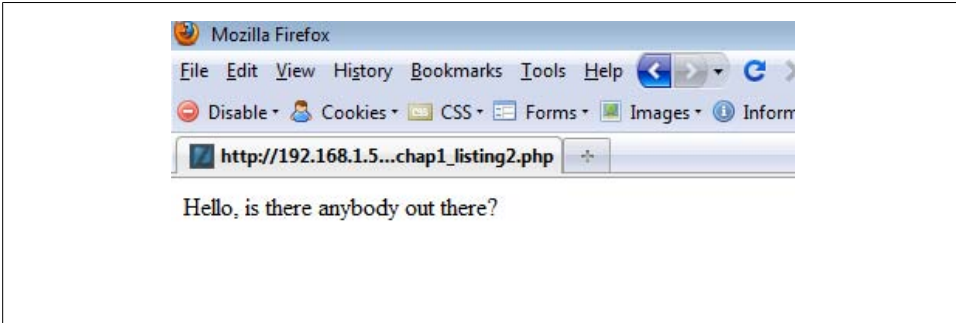 Mozilla Firefox
File Edit View History Bookmarks Tools Help
Disable Cookies CSS Forms Images Inform
http://192.168.1.5...chap1_listing2.php
Hello, is there anybody out there?